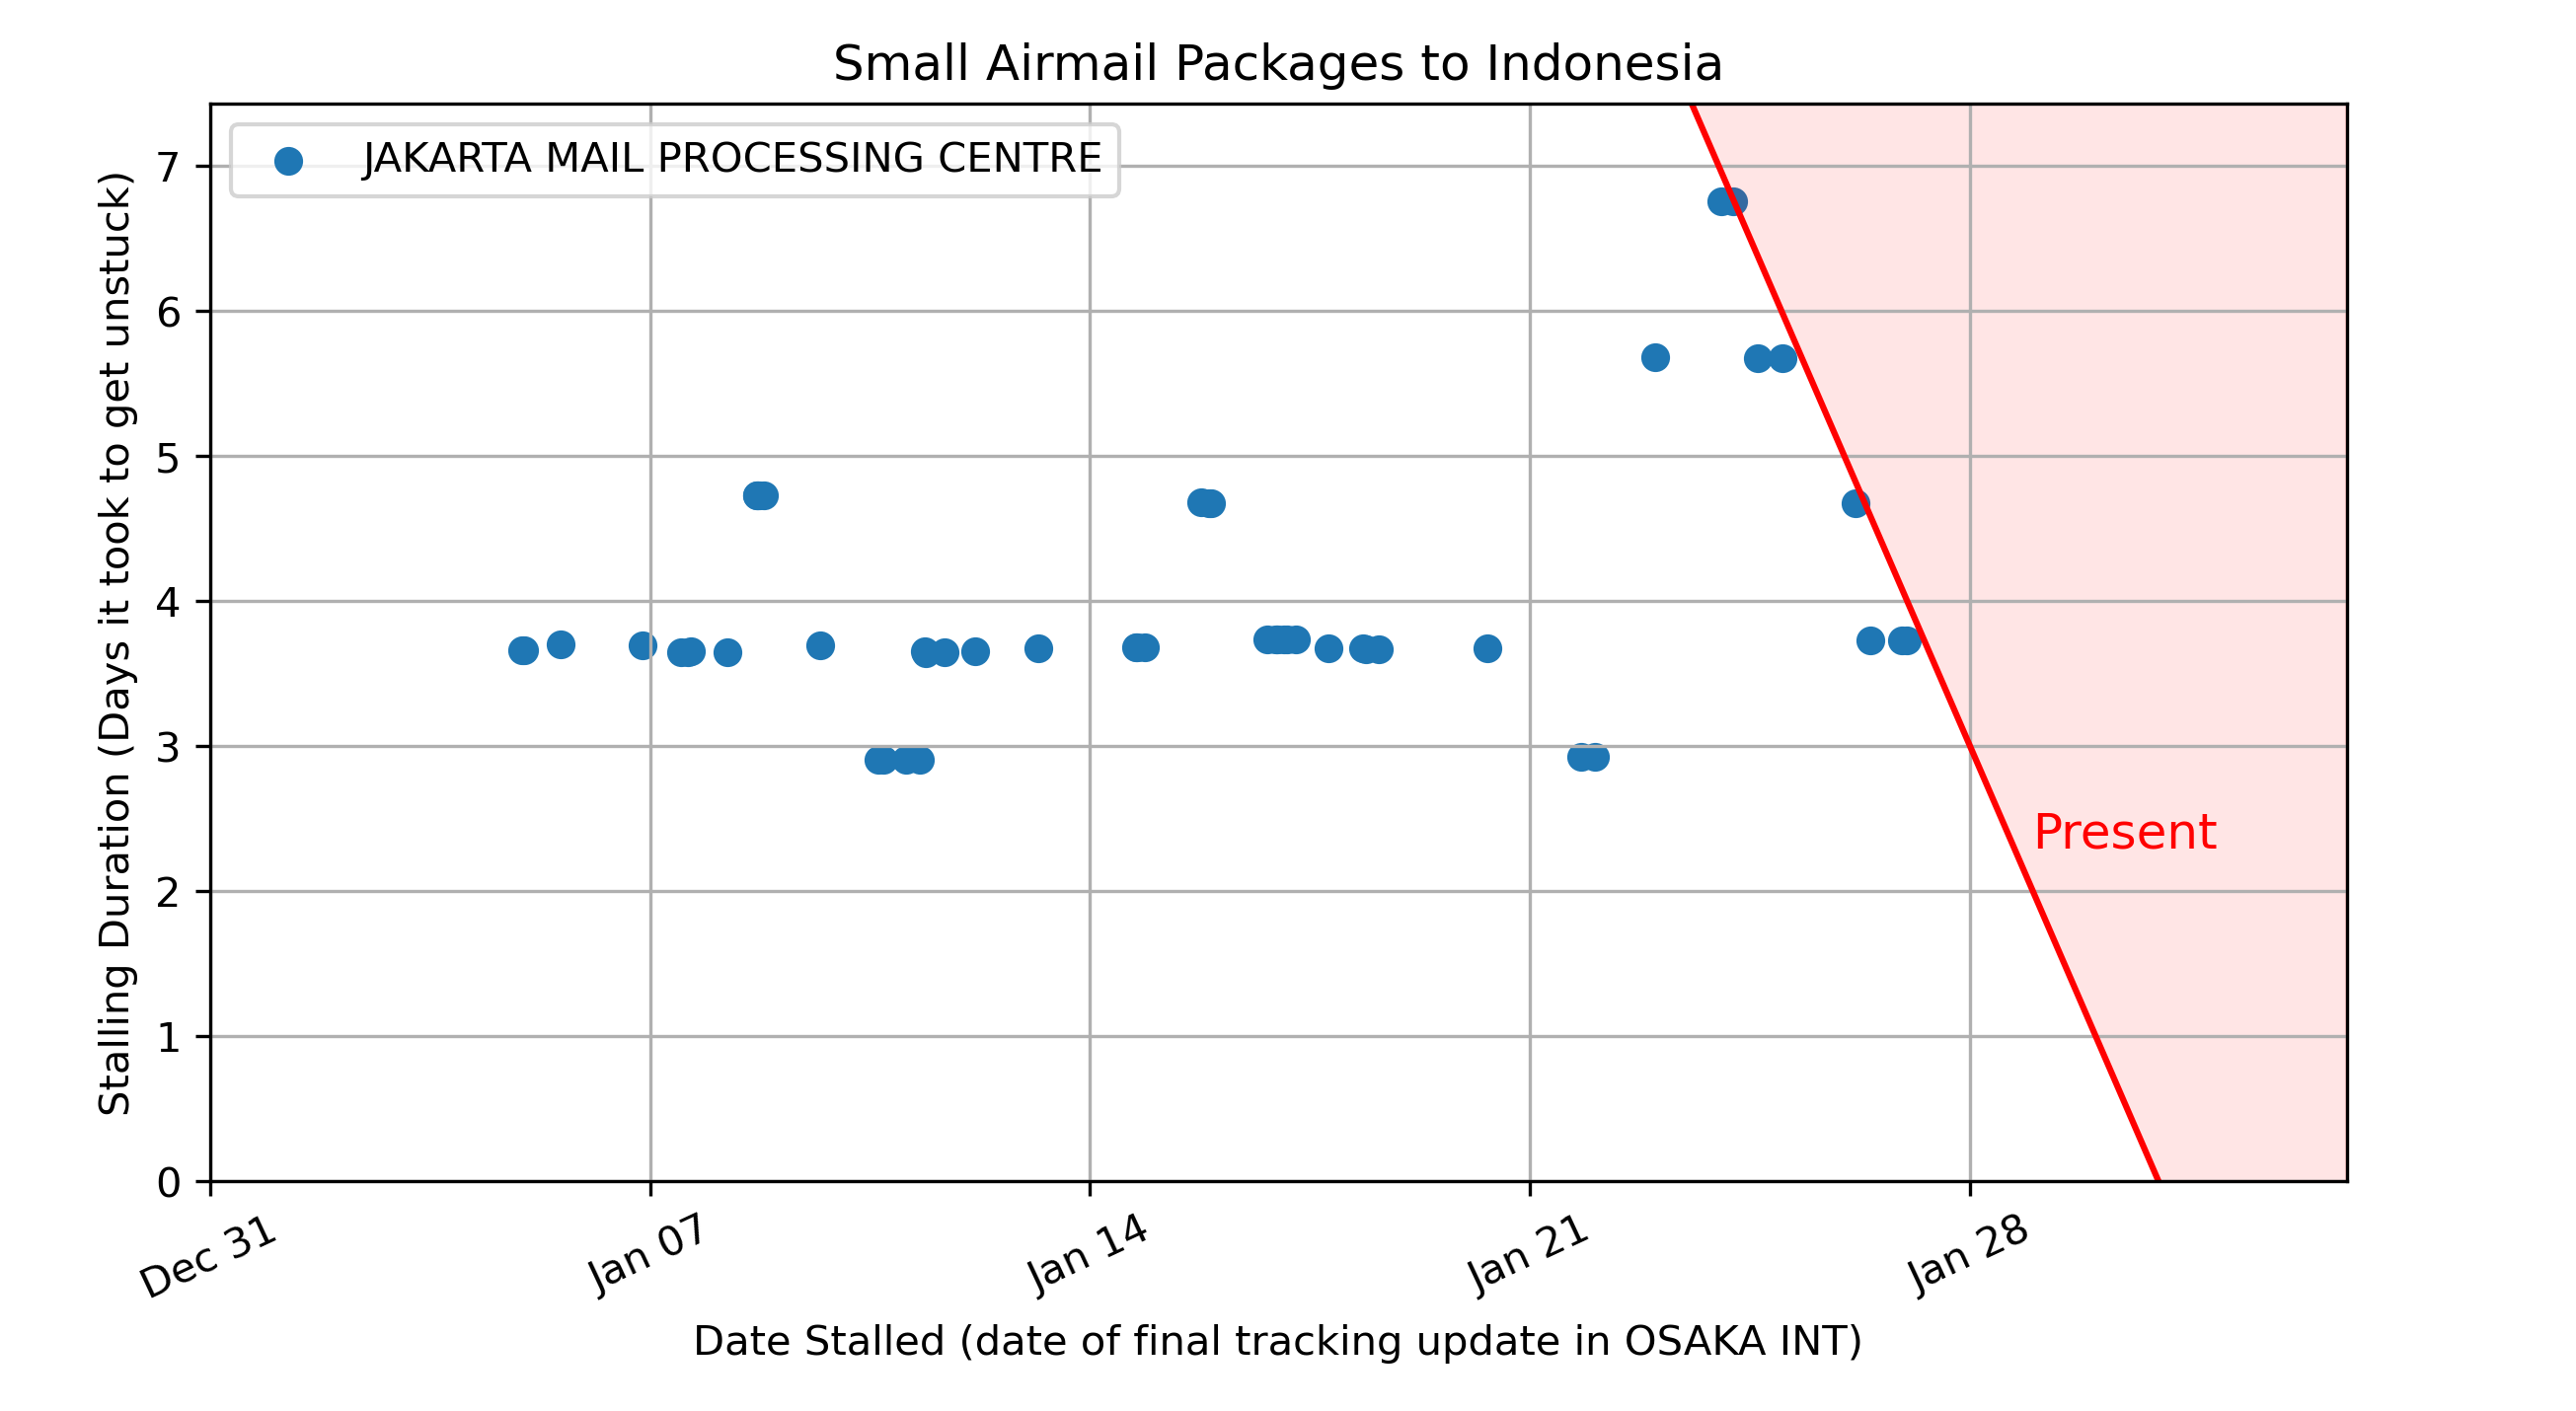 Small Airmail Packages to Indonesia
JAKARTA MAIL PROCESSING CENTRE
Stalling Duration (Days it took to get unstuck)
7
6
5
4
3
2
1
0
Present
Dec 31
Jan 07
Jan 14
Jan 21
Jan 28
Date Stalled (date of final tracking update in OSAKA INT)